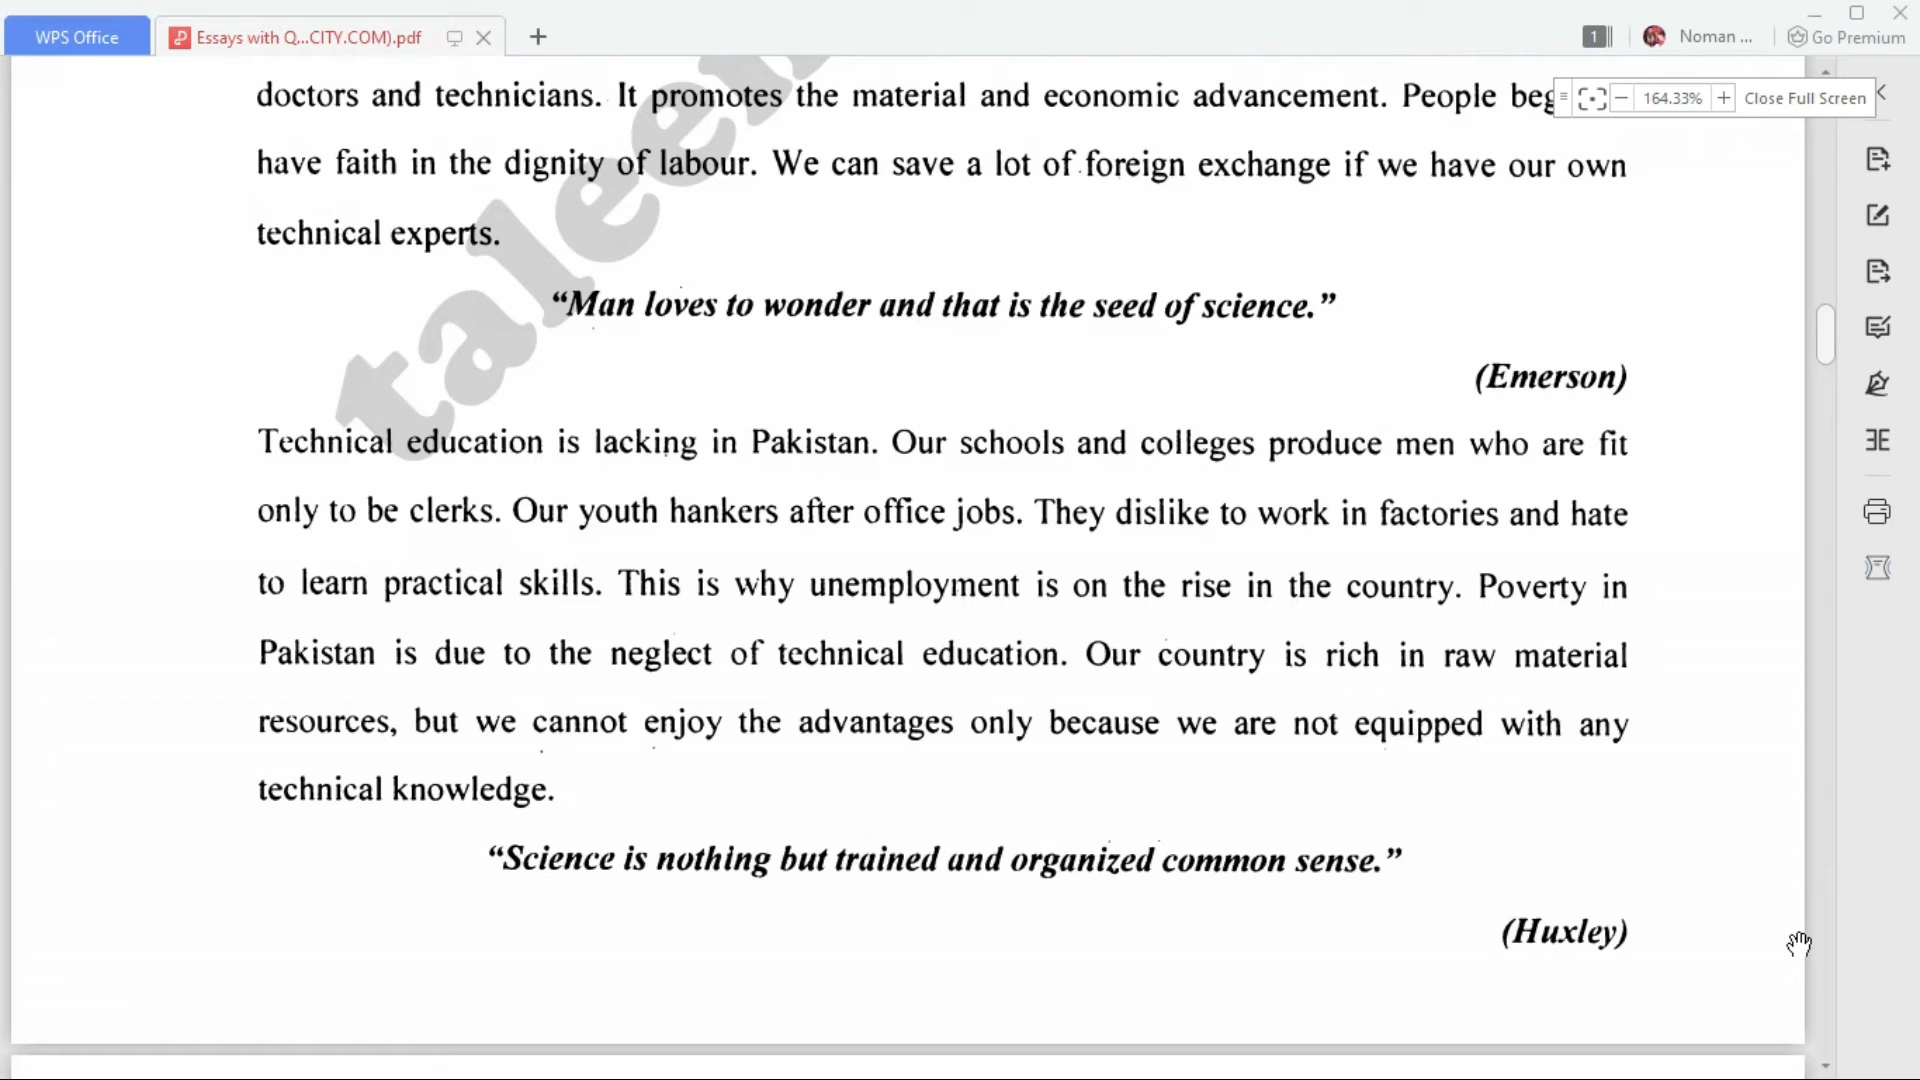 WPS Office
Essays with Q...CITY.COM).pdf
1
Noman ...
Go Premium
164.33%
Close Full Screen
doctors and technicians. It promotes the material and economic advancement. People
have faith in the dignity of labour. We can save a lot of foreign exchange if we have our own
technical experts.
“Man loves to wonder and that is the seed of science.”
(Emerson)
Technical education is lacking in Pakistan. Our schools and colleges produce men who are fit
only to be clerks. Our youth hankers after office jobs. They dislike to work in factories and hate
to learn practical skills. This is why unemployment is on the rise in the country. Poverty in
Pakistan is due to the neglect of technical education. Our country is rich in raw material
resources, but we cannot enjoy the advantages only because we are not equipped with any
technical knowledge.
“Science is nothing but trained and organized common sense.”
(Huxley)